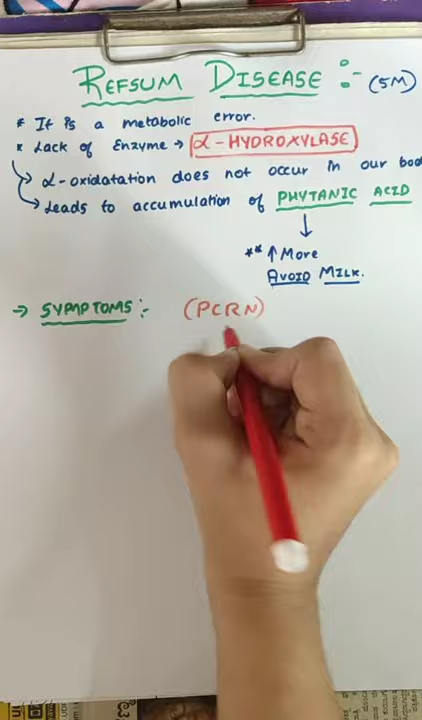 REFSUM DISEASE :- (5M)
* It is a metabolic error.
* Lack of Enzyme → α-HYDROXYLASE
→ α-oxidatation does not occur in our bod
→ Leads to accumulation of PHYTANIC ACID
↓
** ↑ More
AVOID MILK.
→ SYMPTOMS :- (PCRN)